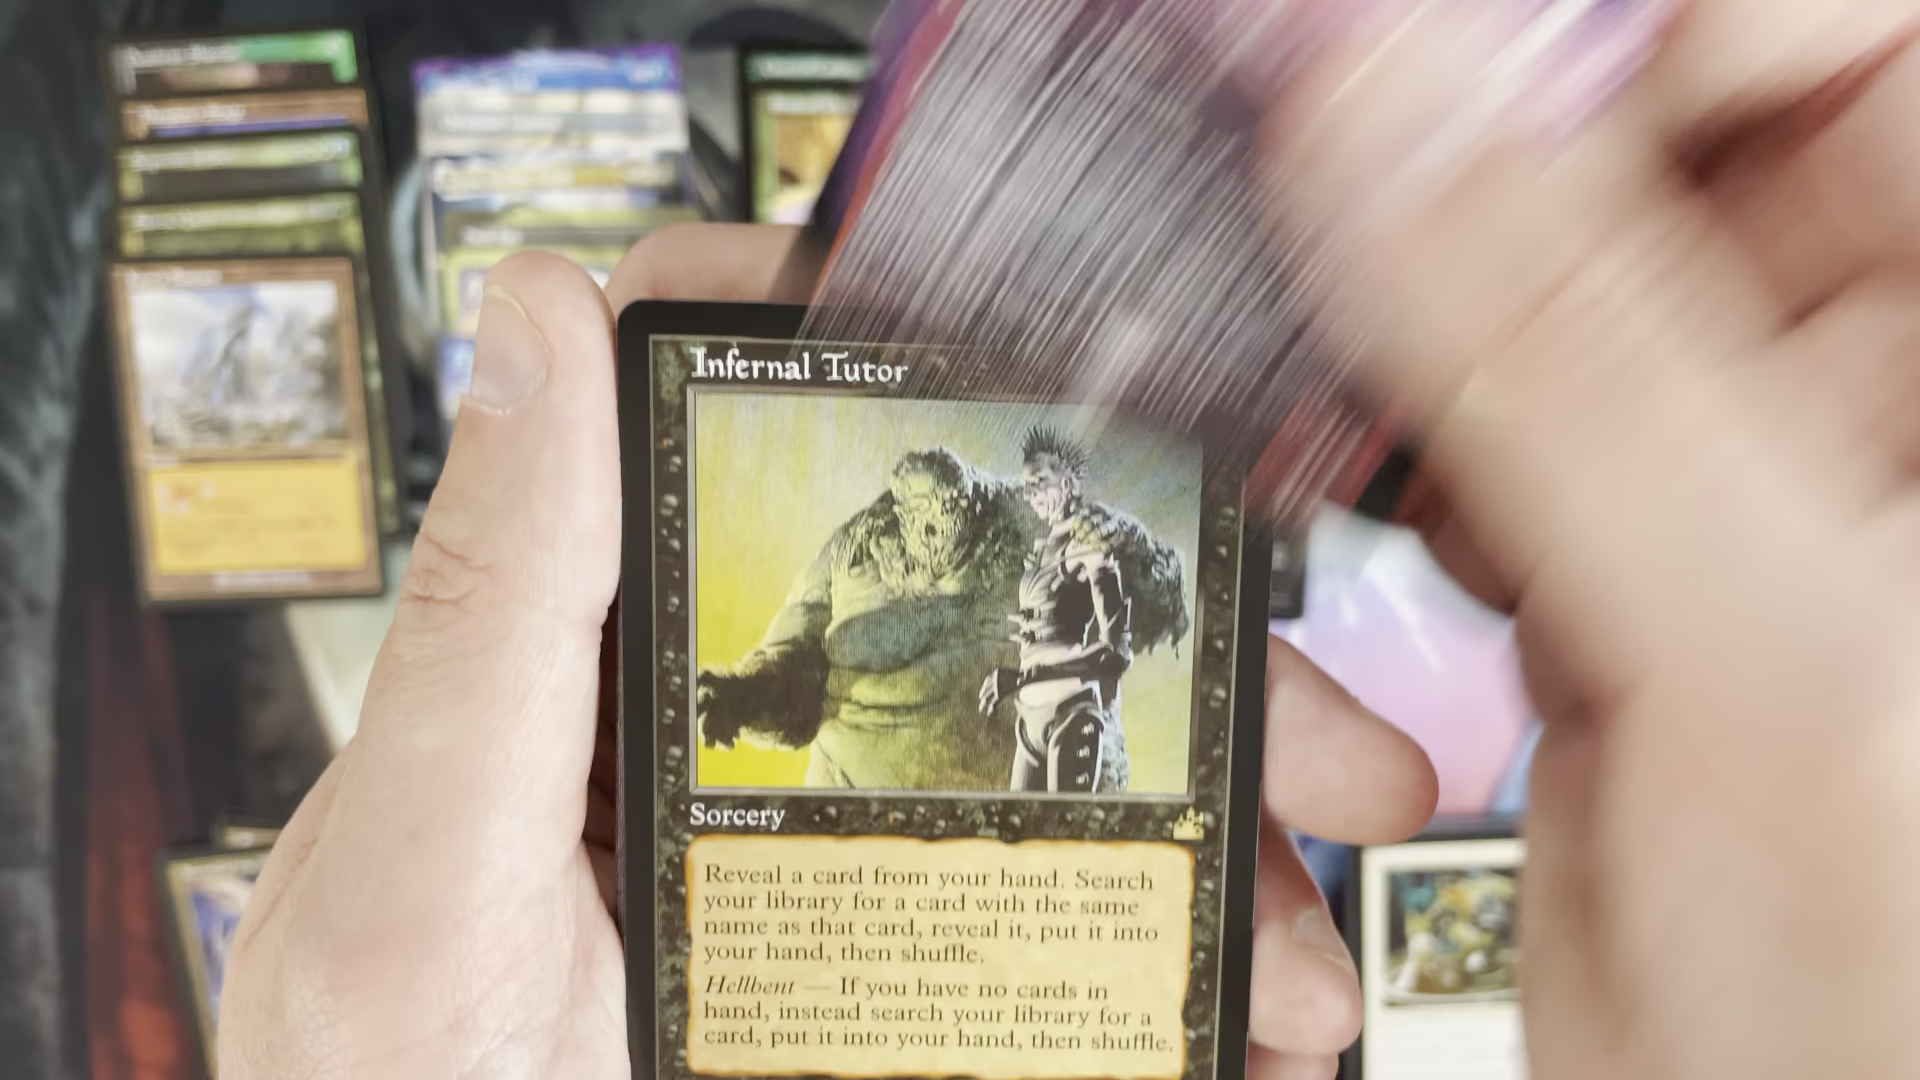 Infernal Tutor
Sorcery
Reveal a card from your hand. Search
your library for a card with the same
name as that card, reveal it, put it into
your hand, then shuffle.
Hellbent — If you have no cards in
hand, instead search your library for a
card, put it into your hand, then shuffle.